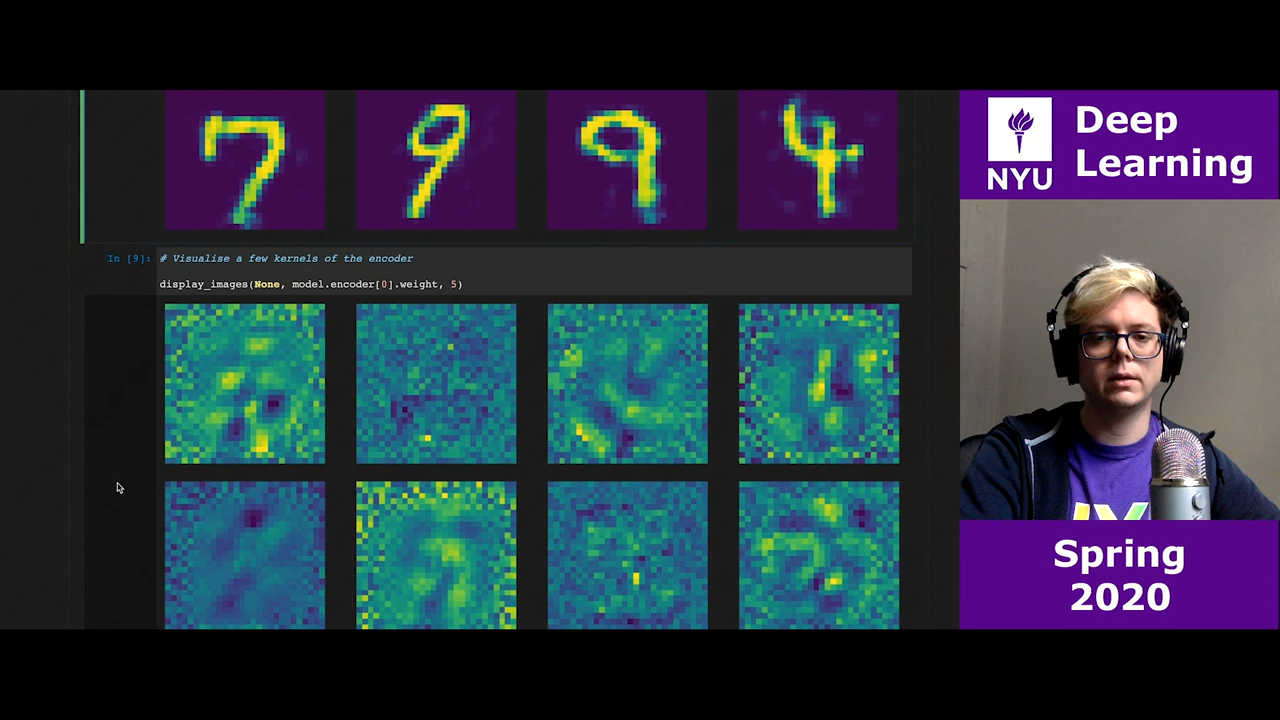 In [9]: # Visualise a few kernels of the encoder
display_images(None, model.encoder[0].weight, 5)
NYU
Deep
Learning
Spring
2020